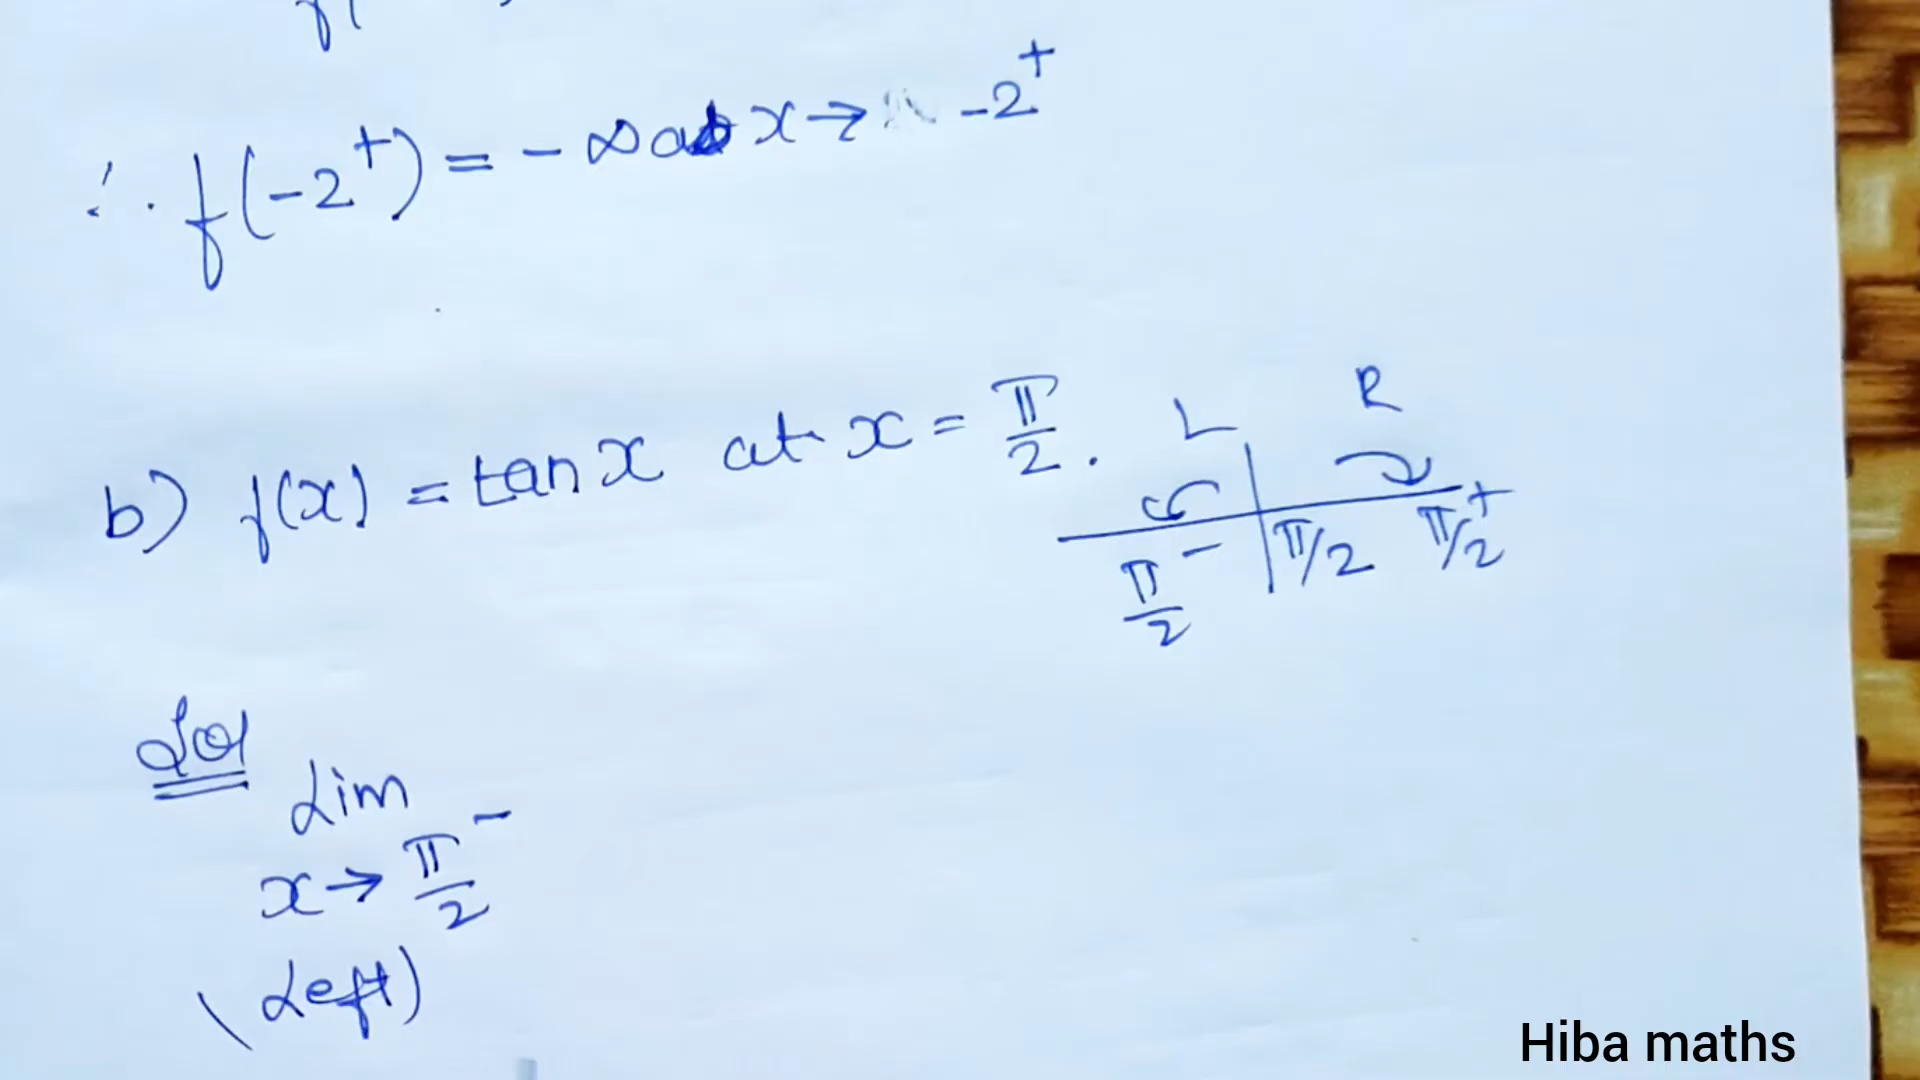 ∴ f(-2⁺) = -∞ as x → -2⁺
b) f(x) = tan x at x = π/2.
L R
π/2⁻ π/2 π/2⁺
Sol
Lim
x → π/2⁻
(Left)
Hiba maths